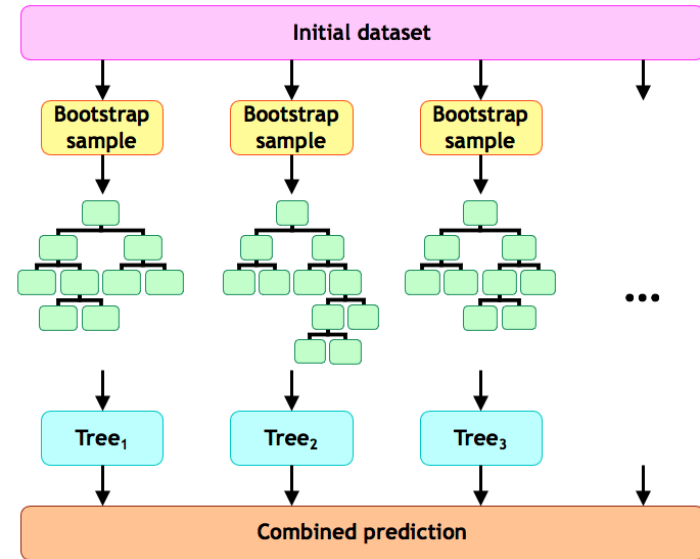 Initial dataset
Bootstrap
sample
Bootstrap
sample
Bootstrap
sample
...
Tree₁
Tree₂
Tree₃
Combined prediction